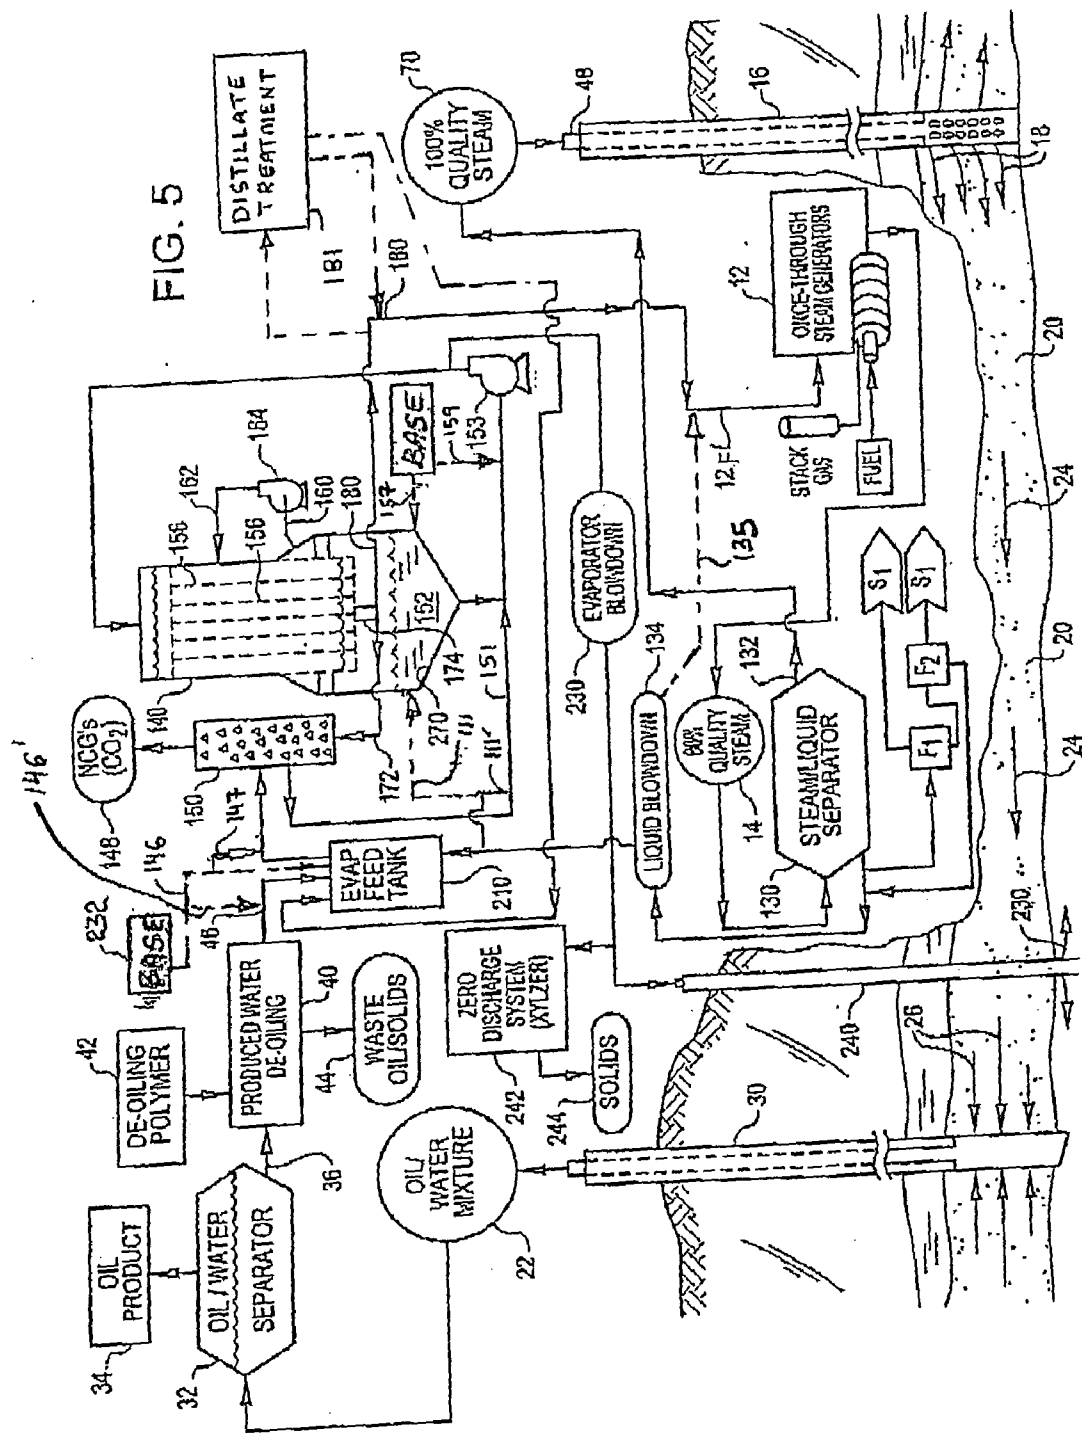 FIG. 5
OIL
PRODUCT
34
OIL/WATER
SEPARATOR
32
36
OIL/
WATER
MIXTURE
22
DE-OILING
POLYMER
42
PRODUCED WATER
DE-OILING
40
WASTE
OIL/SOLIDS
44
BASE
232
146
146'
147
46
EVAP
FEED
TANK
210
NCG's
(CO2)
148
150
140
156
156
162
164
160
180
152
174
270
172
151
111
111'
BASE
157
159
153
180
DISTILLATE
TREATMENT
181
100%
QUALITY
STEAM
70
48
16
18
ONCE-THROUGH
STEAM GENERATORS
12
12F
STACK
GAS
FUEL
EVAPORATOR
BLOWDOWN
230
LIQUID BLOWDOWN
134
135
80%
QUALITY
STEAM
14
132
STEAM/LIQUID
SEPARATOR
130
F1
F2
S1
S1
ZERO
DISCHARGE
SYSTEM
(XYLZER)
242
SOLIDS
244
30
240
26
230
20
20
24
24